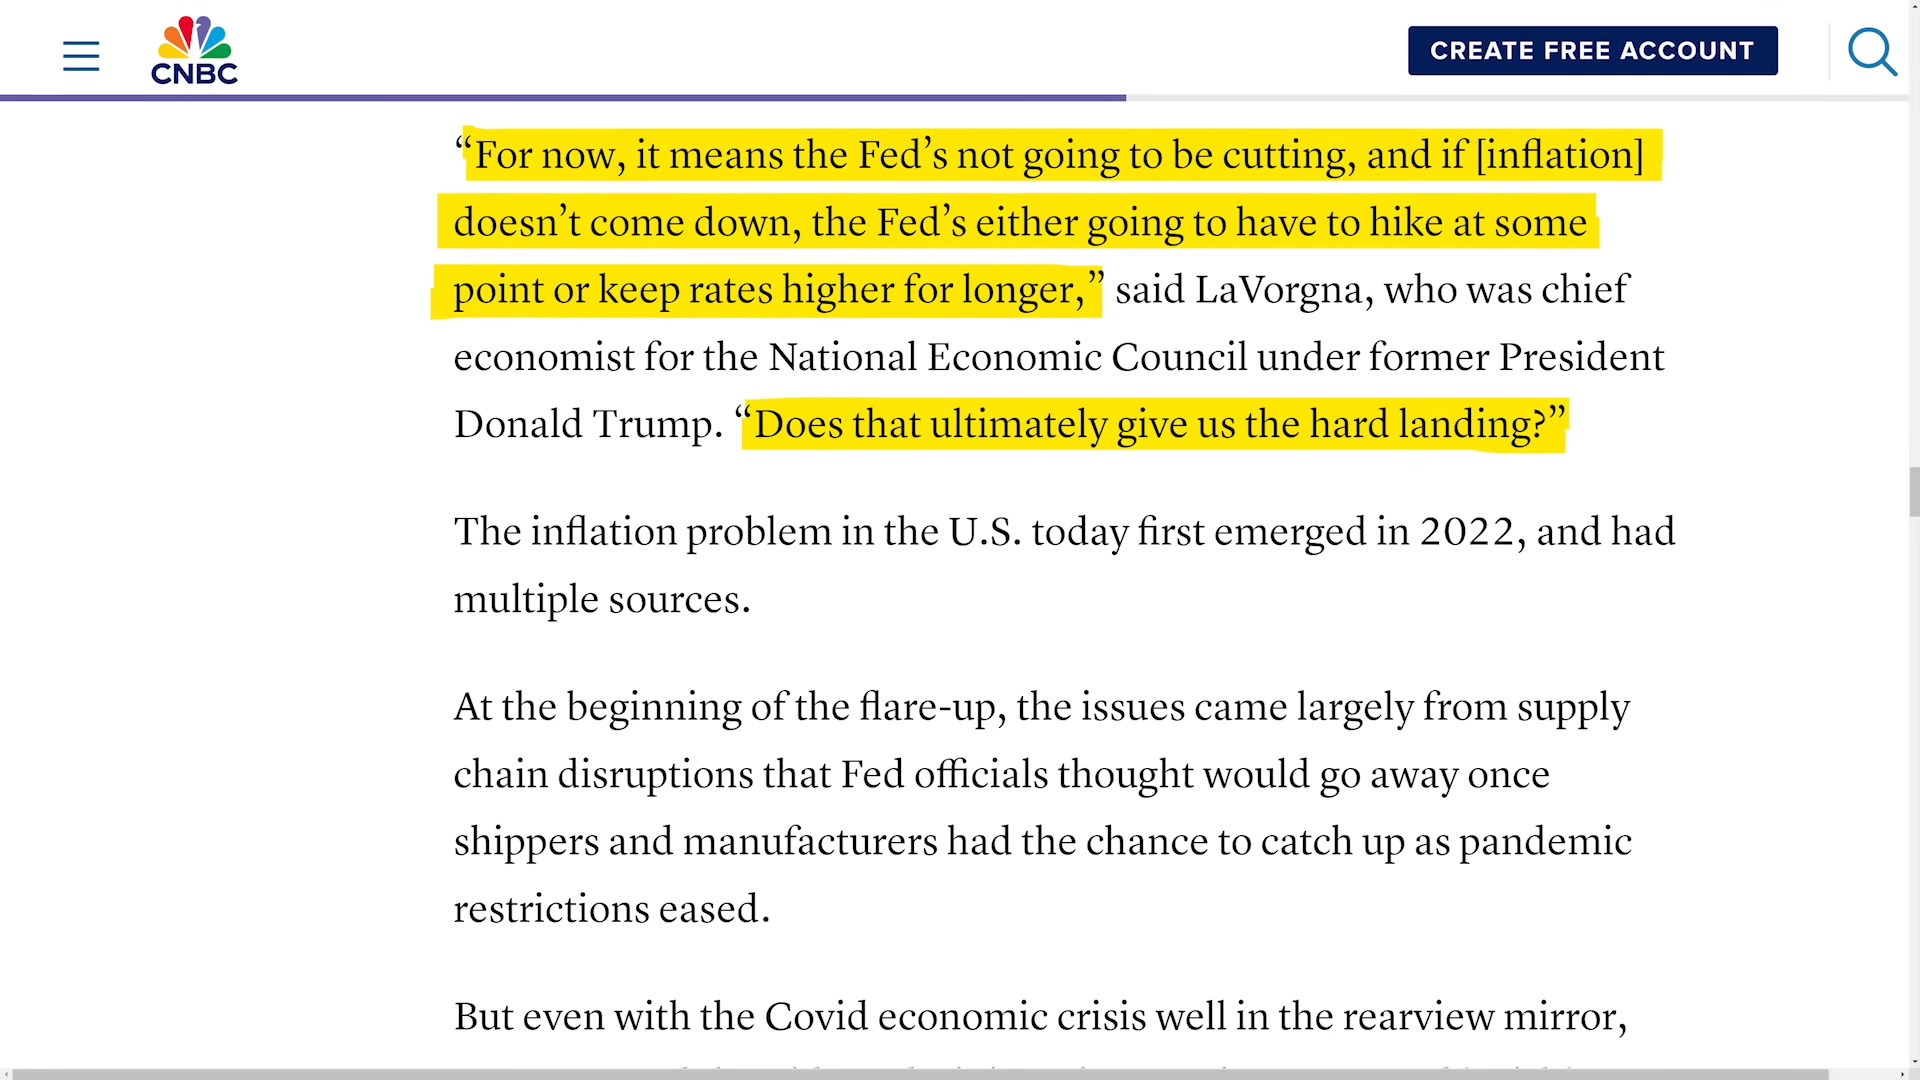 CNBC
CREATE FREE ACCOUNT
“For now, it means the Fed’s not going to be cutting, and if [inflation]
doesn’t come down, the Fed’s either going to have to hike at some
point or keep rates higher for longer,” said LaVorgna, who was chief
economist for the National Economic Council under former President
Donald Trump. “Does that ultimately give us the hard landing?”
The inflation problem in the U.S. today first emerged in 2022, and had
multiple sources.
At the beginning of the flare-up, the issues came largely from supply
chain disruptions that Fed officials thought would go away once
shippers and manufacturers had the chance to catch up as pandemic
restrictions eased.
But even with the Covid economic crisis well in the rearview mirror,